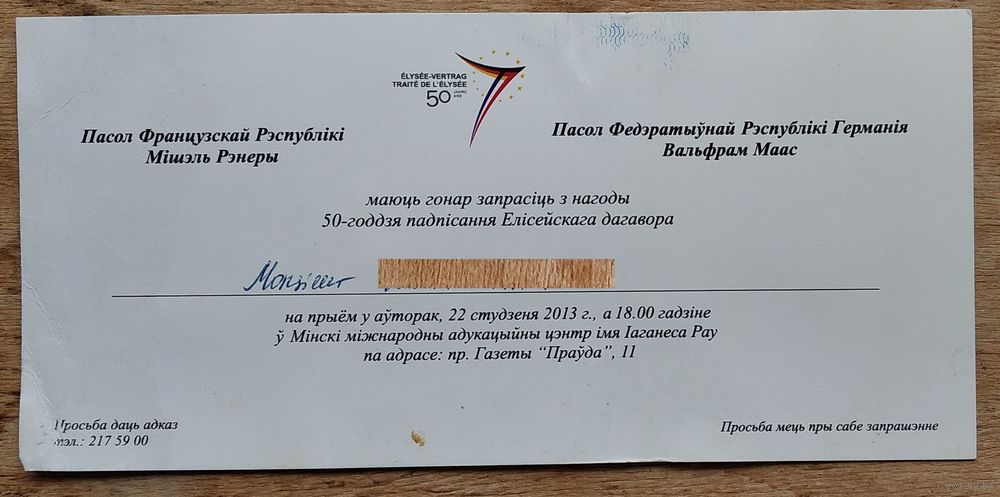 ÉLYSÉE-VERTRAG
TRAITÉ DE L'ÉLYSÉE
50 JAHRE
ANS
Пасол Французскай Рэспублікі
Мішэль Рэнеры
Пасол Федэратыўнай Рэспублікі Германія
Вальфрам Маас
маюць гонар запрасіць з нагоды
50-годдзя падпісання Елісейскага дагавора
Monsieur
на прыём у аўторак, 22 студзеня 2013 г., а 18.00 гадзіне
ў Мінскі міжнародны адукацыйны цэнтр імя Іаганеса Рау
па адрасе: пр. Газеты “Праўда”, 11
Просьба даць адказ
тэл.: 217 59 00
Просьба мець пры сабе запрашэнне